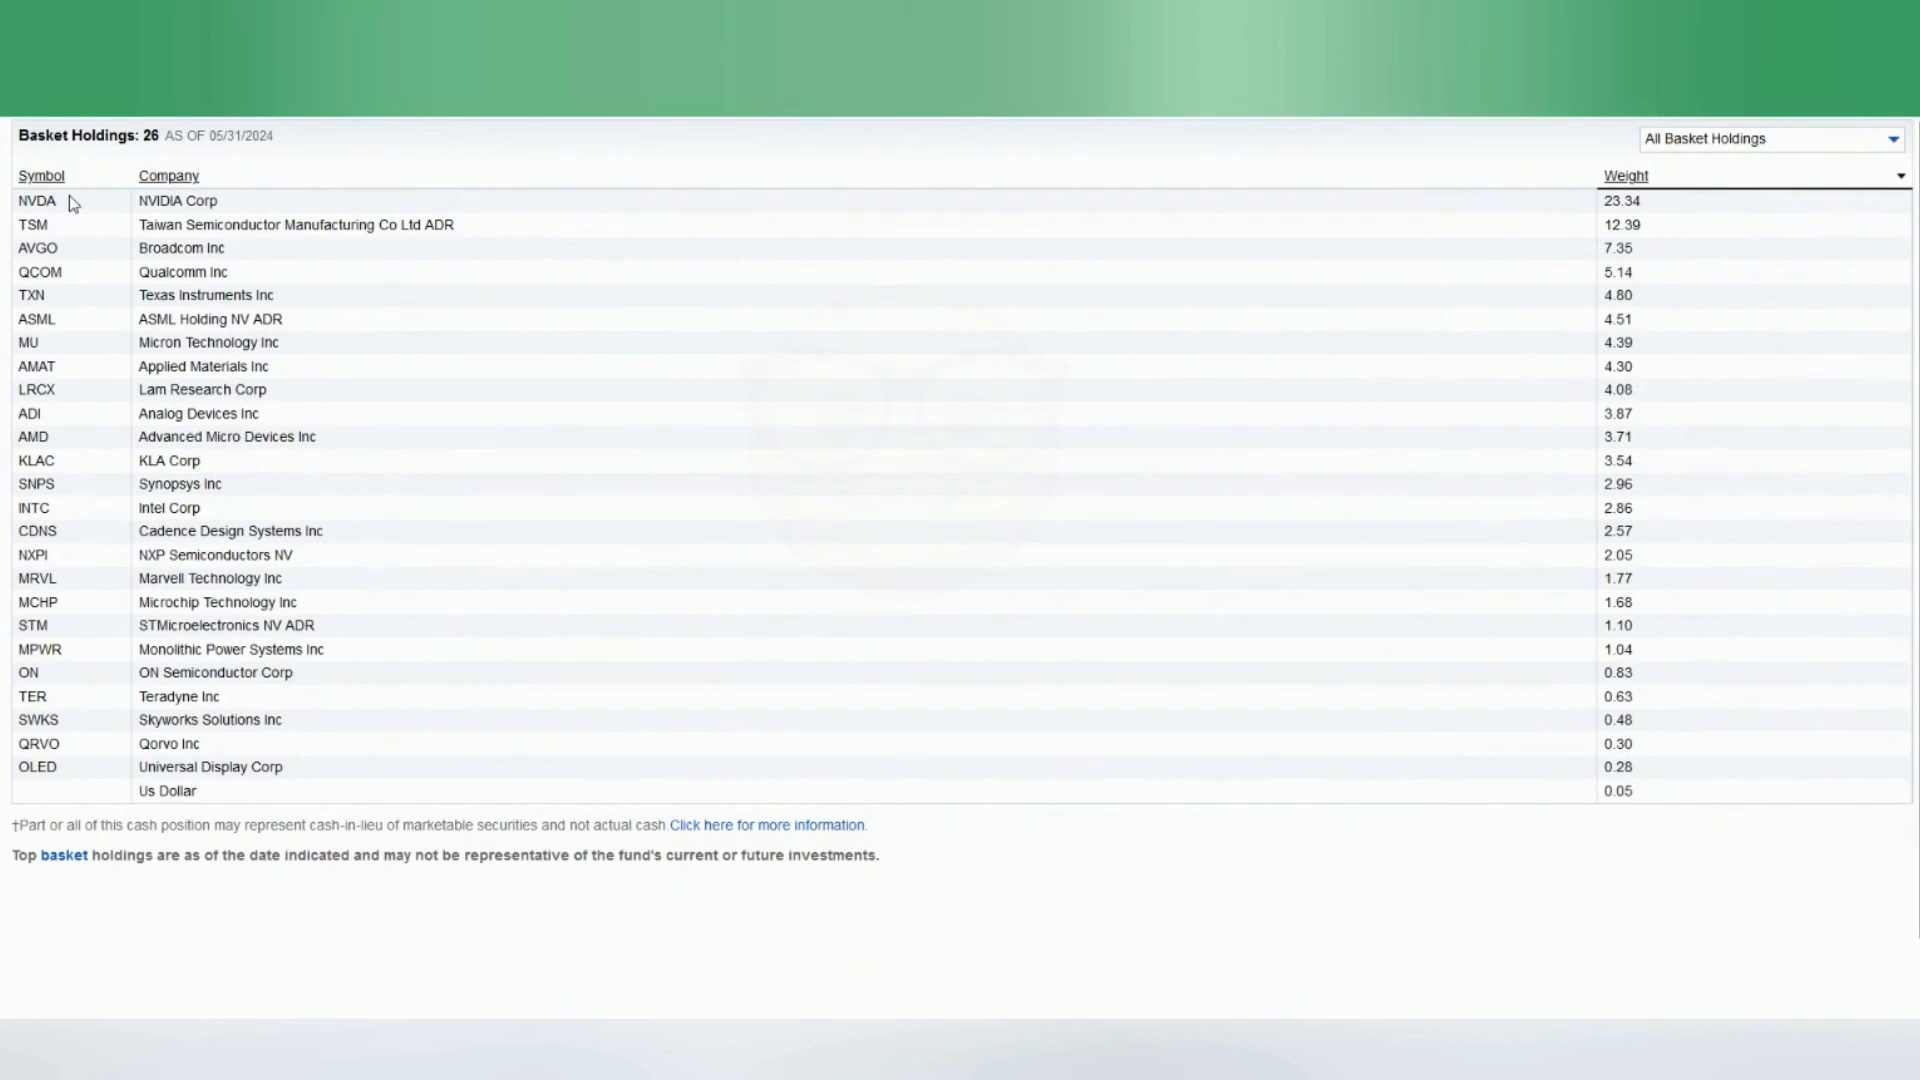 Basket Holdings: 26 AS OF 05/31/2024
All Basket Holdings
Symbol Company Weight
NVDA NVIDIA Corp 23.34
TSM Taiwan Semiconductor Manufacturing Co Ltd ADR 12.39
AVGO Broadcom Inc 7.35
QCOM Qualcomm Inc 5.14
TXN Texas Instruments Inc 4.80
ASML ASML Holding NV ADR 4.51
MU Micron Technology Inc 4.39
AMAT Applied Materials Inc 4.30
LRCX Lam Research Corp 4.08
ADI Analog Devices Inc 3.87
AMD Advanced Micro Devices Inc 3.71
KLAC KLA Corp 3.54
SNPS Synopsys Inc 2.96
INTC Intel Corp 2.86
CDNS Cadence Design Systems Inc 2.57
NXPI NXP Semiconductors NV 2.05
MRVL Marvell Technology Inc 1.77
MCHP Microchip Technology Inc 1.68
STM STMicroelectronics NV ADR 1.10
MPWR Monolithic Power Systems Inc 1.04
ON ON Semiconductor Corp 0.83
TER Teradyne Inc 0.63
SWKS Skyworks Solutions Inc 0.48
QRVO Qorvo Inc 0.30
OLED Universal Display Corp 0.28
Us Dollar 0.05
†Part or all of this cash position may represent cash-in-lieu of marketable securities and not actual cash.Click here for more information.
Top basket holdings are as of the date indicated and may not be representative of the fund's current or future investments.